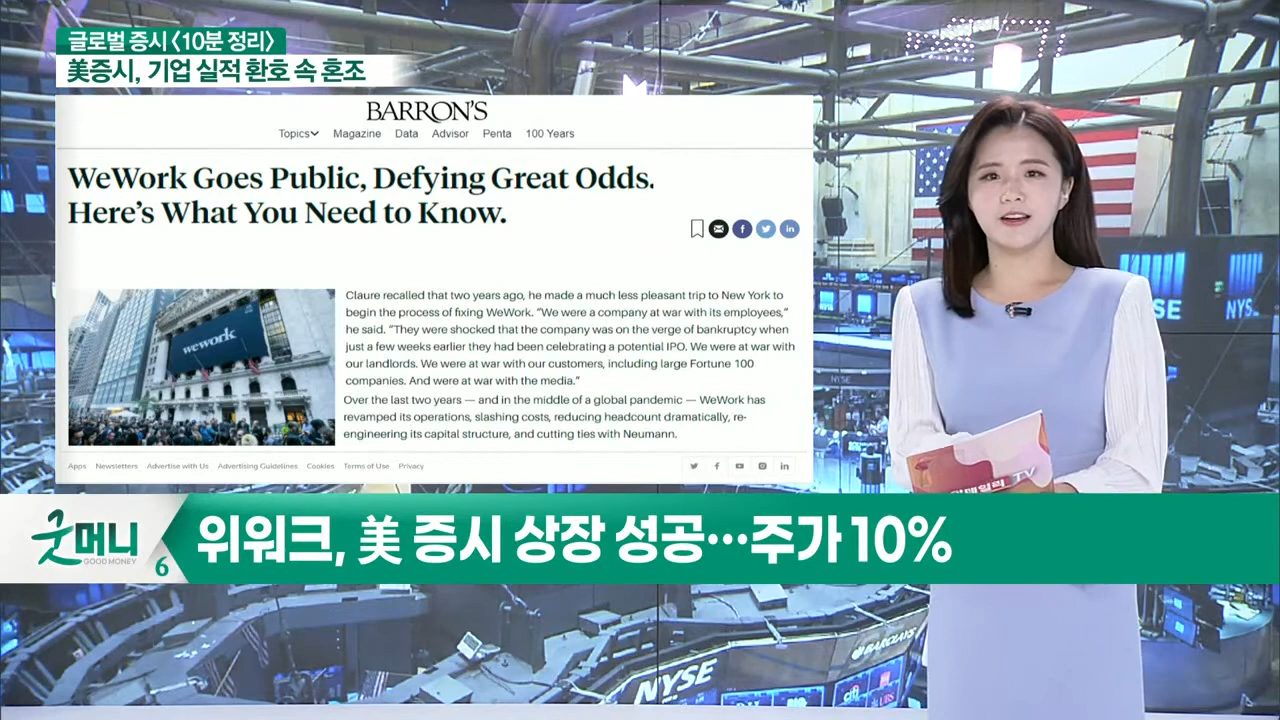 글로벌 증시 <10분 정리>
美증시, 기업 실적 환호 속 혼조
BARRON'S
Topics Magazine Data Advisor Penta 100 Years
WeWork Goes Public, Defying Great Odds.
Here's What You Need to Know.
wework
Claure recalled that two years ago, he made a much less pleasant trip to New York to
begin the process of fixing WeWork. "We were a company at war with its employees,"
he said. "They were shocked that the company was on the verge of bankruptcy when
just a few weeks earlier they had been celebrating a potential IPO. We were at war with
our landlords. We were at war with our customers, including large Fortune 100
companies. And were at war with the media."
Over the last two years — and in the middle of a global pandemic — WeWork has
revamped its operations, slashing costs, reducing headcount dramatically, re-
engineering its capital structure, and cutting ties with Neumann.
Apps Newsletters Advertise with Us Advertising Guidelines Cookies Terms of Use Privacy
NYSE
굿머니
GOOD MONEY
6
위워크, 美 증시 상장 성공…주가 10%
NYSE
BARCLAYS
citi
UBS